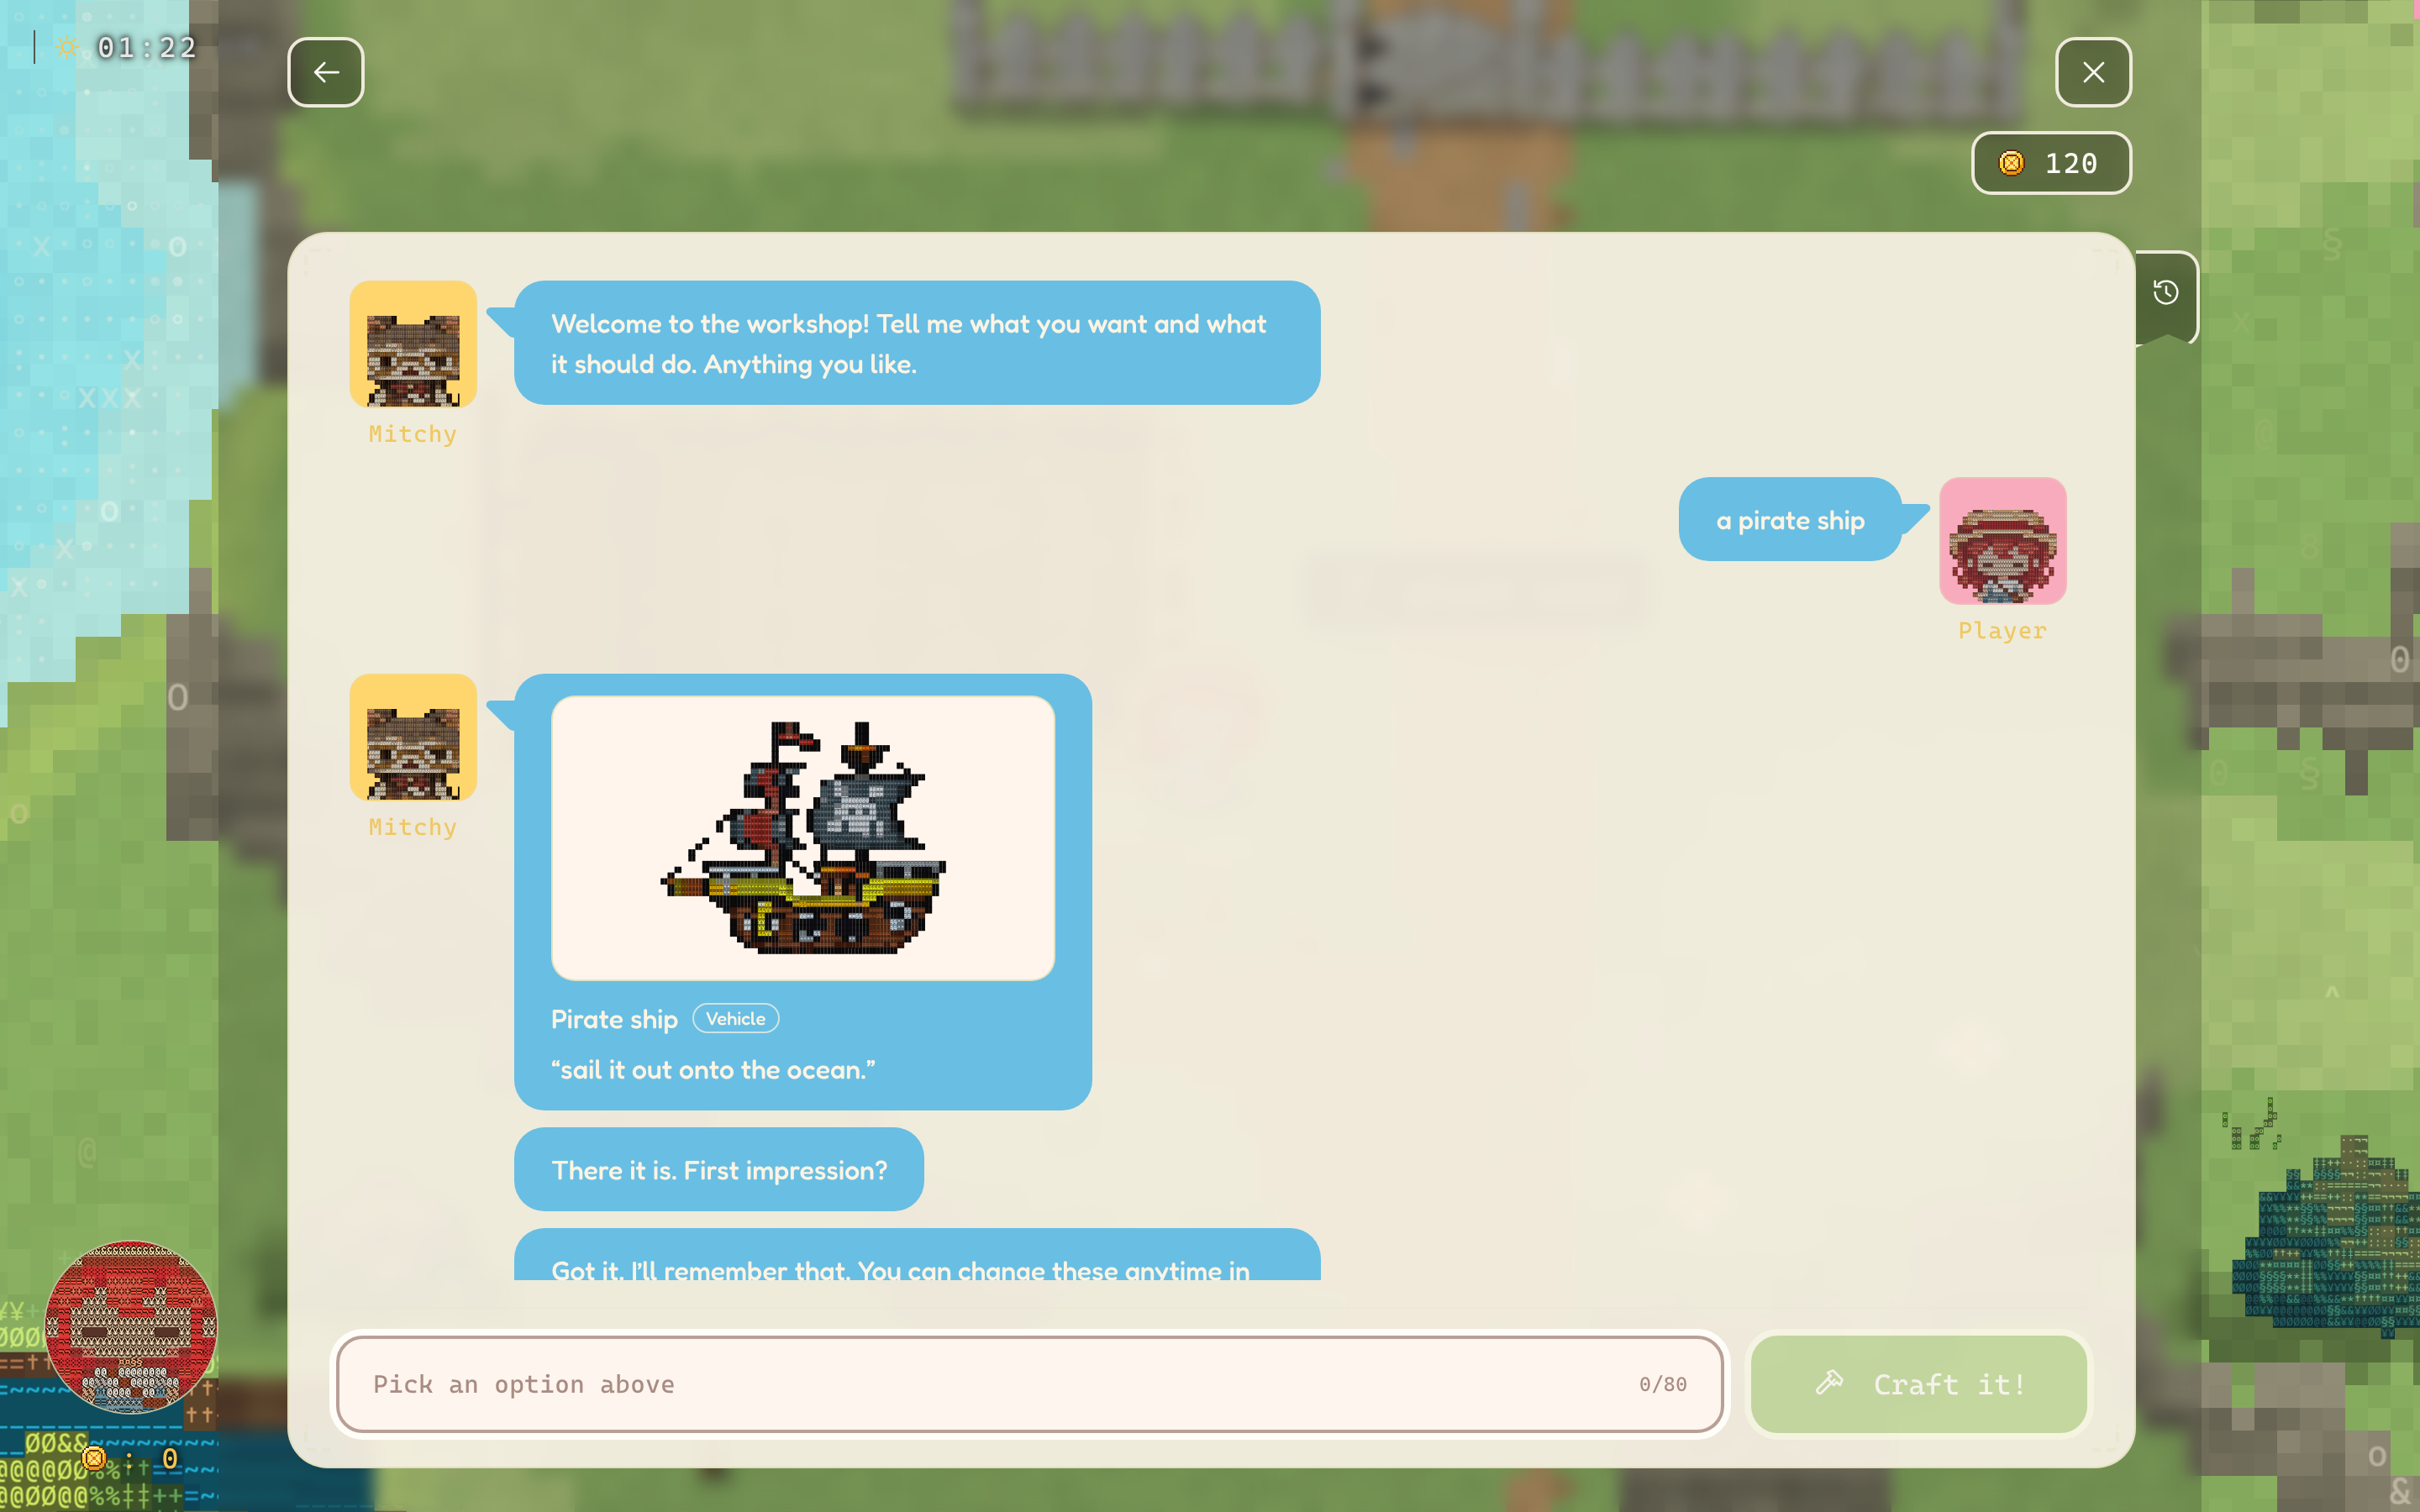 01:22
120
Welcome to the workshop! Tell me what you want and what
it should do. Anything you like.
Mitchy
a pirate ship
Player
Mitchy
Pirate ship
Vehicle
“sail it out onto the ocean.”
There it is. First impression?
Got it. I’ll remember that. You can change these anytime in
Pick an option above
0/80
Craft it!
: 0